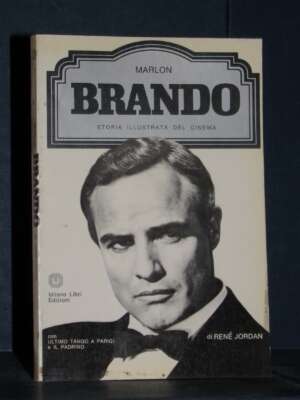 MARLON
BRANDO
STORIA ILLUSTRATA DEL CINEMA
BRANDO
Milano Libri
Edizioni
con
ULTIMO TANGO A PARIGI
e IL PADRINO
di RENÉ JORDAN